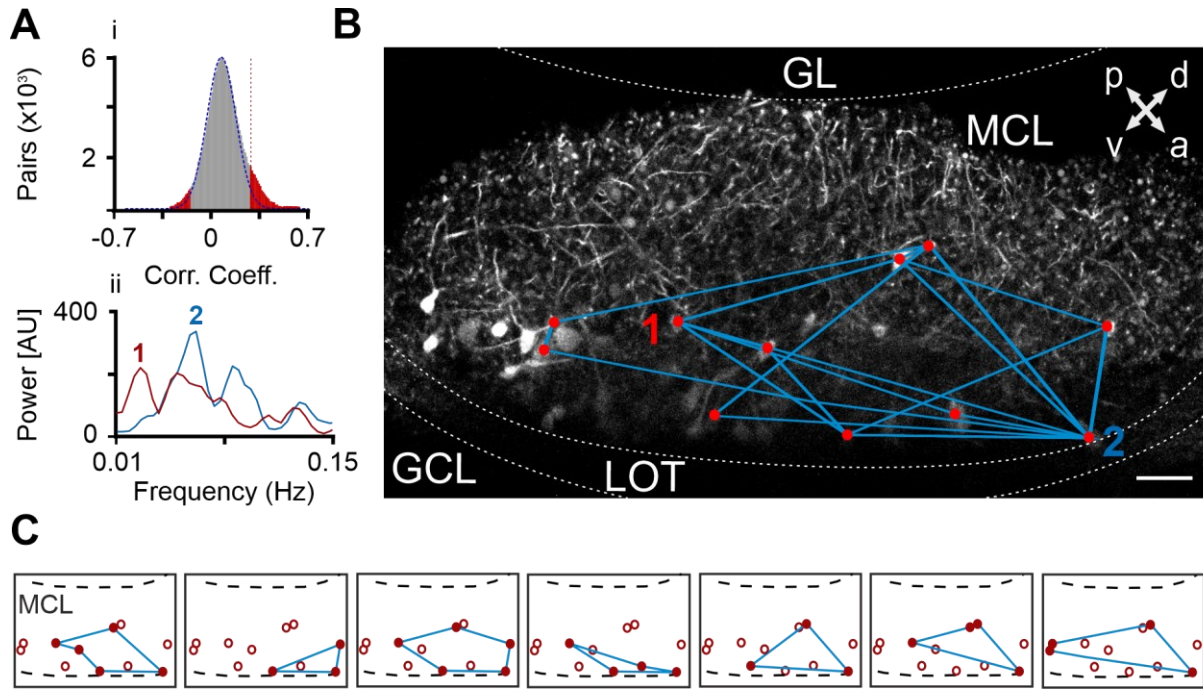 A
i
Pairs (x10³)
6
2
-0.7 0 0.7
Corr. Coeff.
ii
Power [AU]
400
0
1
2
0.01 0.15
Frequency (Hz)
B
GL
MCL
p d
v a
1
2
GCL
LOT
C
MCL